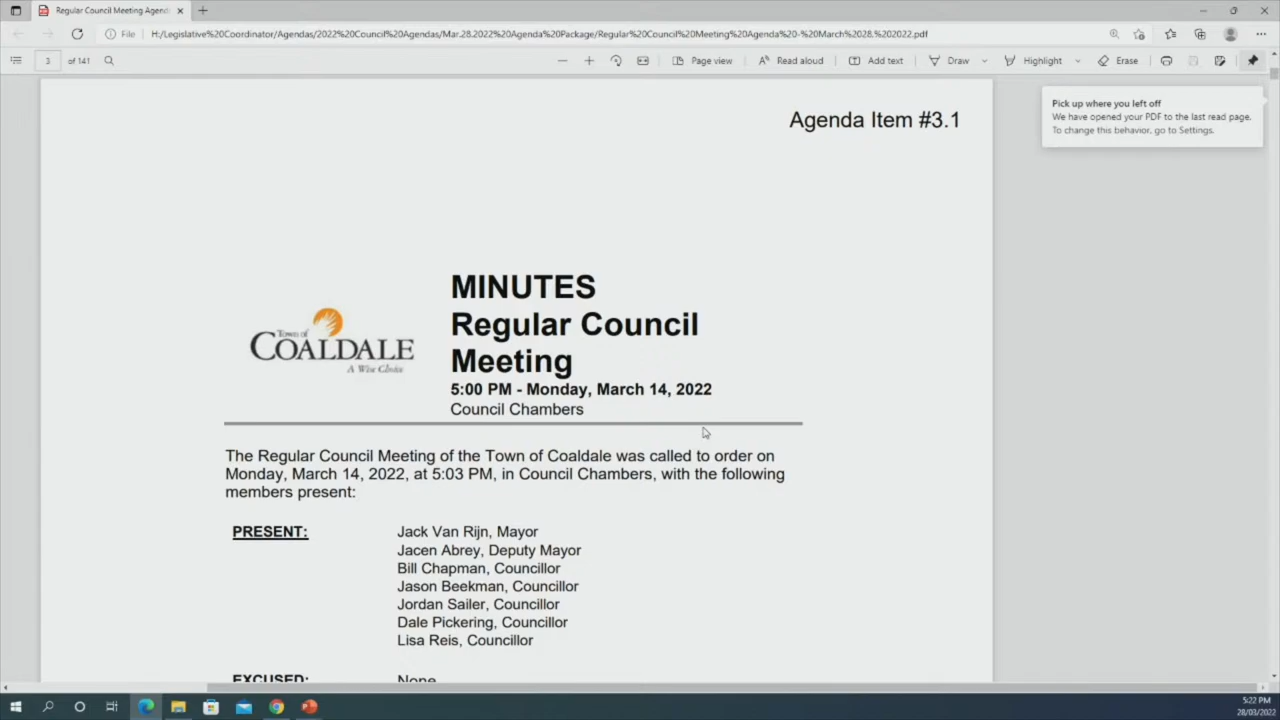 Regular Council Meeting Agend
File
H:/Legislative%20Coordinator/Agendas/2022%20Council%20Agendas/Mar.28.2022%20Agenda%20Package/Regular%20Council%20Meeting%20Agenda%20-%20March%2028,%202022.pdf
3 of 141
Page view
Read aloud
Add text
Draw
Highlight
Erase
Pick up where you left off
We have opened your PDF to the last read page.
To change this behavior, go to Settings.
Agenda Item #3.1
Town of
COALDALE
A Wise Choice
MINUTES
Regular Council
Meeting
5:00 PM - Monday, March 14, 2022
Council Chambers
The Regular Council Meeting of the Town of Coaldale was called to order on
Monday, March 14, 2022, at 5:03 PM, in Council Chambers, with the following
members present:
PRESENT:
Jack Van Rijn, Mayor
Jacen Abrey, Deputy Mayor
Bill Chapman, Councillor
Jason Beekman, Councillor
Jordan Sailer, Councillor
Dale Pickering, Councillor
Lisa Reis, Councillor
EXCUSED: None
5:22 PM
28/03/2022